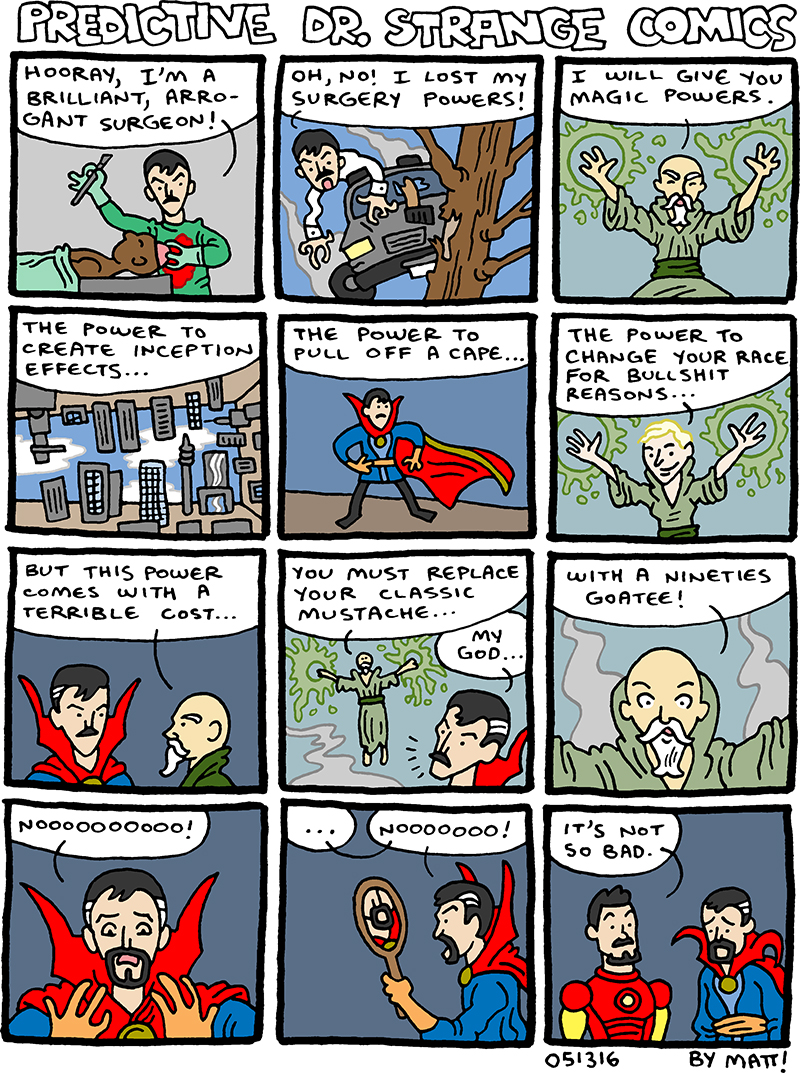 PREDICTIVE DR. STRANGE COMICS
HOORAY, I'M A
BRILLIANT, ARRO-
GANT SURGEON!
OH, NO! I LOST MY
SURGERY POWERS!
I WILL GIVE YOU
MAGIC POWERS.
THE POWER TO
CREATE INCEPTION
EFFECTS...
THE POWER TO
PULL OFF A CAPE...
THE POWER TO
CHANGE YOUR RACE
FOR BULLSHIT
REASONS...
BUT THIS POWER
COMES WITH A
TERRIBLE COST...
YOU MUST REPLACE
YOUR CLASSIC
MUSTACHE...
MY
GOD...
WITH A NINETIES
GOATEE!
NOOOOOOOOOO!
...
NOOOOOOO!
IT'S NOT
SO BAD.
051316
BY MATT!